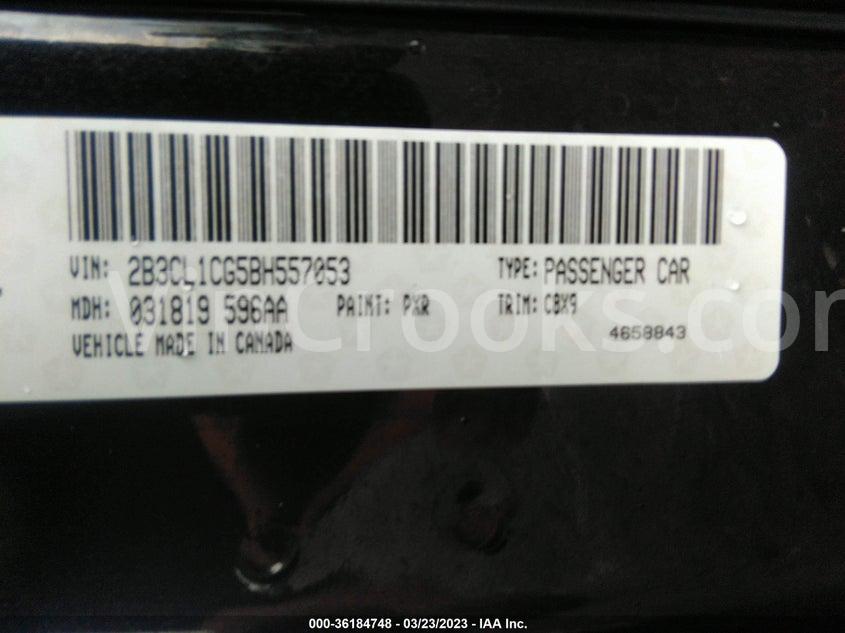 VIN: 2B3CL1CG5BH557053 TYPE: PASSENGER CAR
MDH: 031819 596AA PAINT: PXR TRIM: CBX9
VEHICLE MADE IN CANADA 4658843
VinCrooks.com
000-36184748 - 03/23/2023 - IAA Inc.